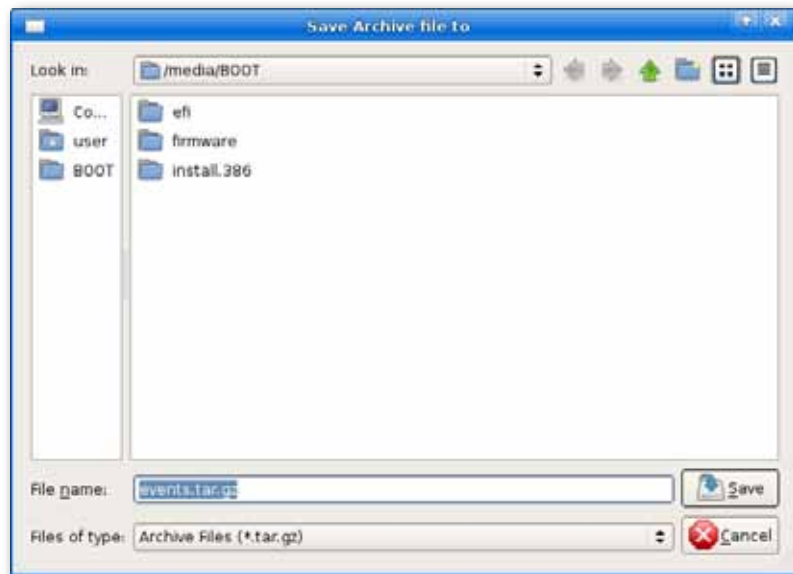 Save Archive file to
Look in: /media/BOOT
Co...
user
BOOT
efi
firmware
install.386
File name: events.tar.gz
Save
Files of type: Archive Files (*.tar.gz)
Cancel